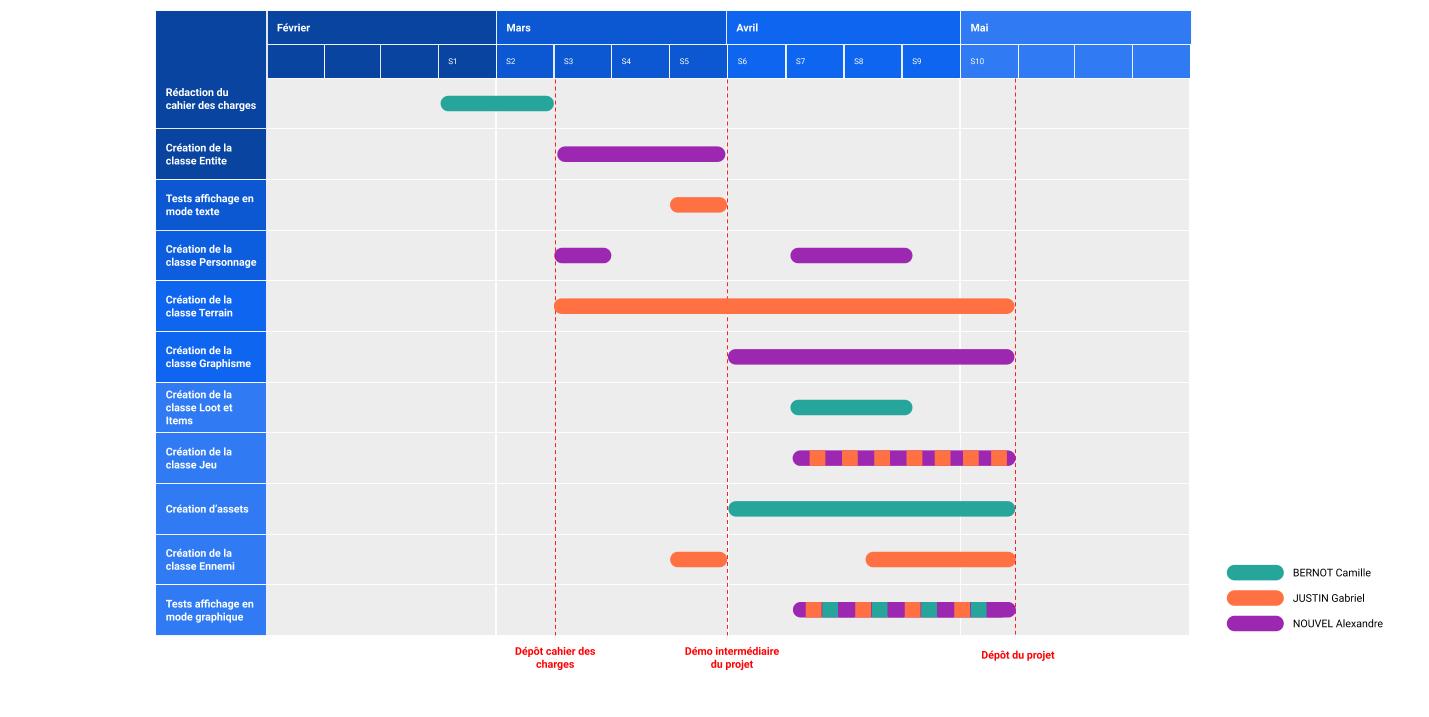 Février
Mars
Avril
Mai
S1
S2
S3
S4
S5
S6
S7
S8
S9
S10
Rédaction du
cahier des charges
Création de la
classe Entite
Tests affichage en
mode texte
Création de la
classe Personnage
Création de la
classe Terrain
Création de la
classe Graphisme
Création de la
classe Loot et
Items
Création de la
classe Jeu
Création d'assets
Création de la
classe Ennemi
Tests affichage en
mode graphique
BERNOT Camille
JUSTIN Gabriel
NOUVEL Alexandre
Dépôt cahier des
charges
Démo intermédiaire
du projet
Dépôt du projet